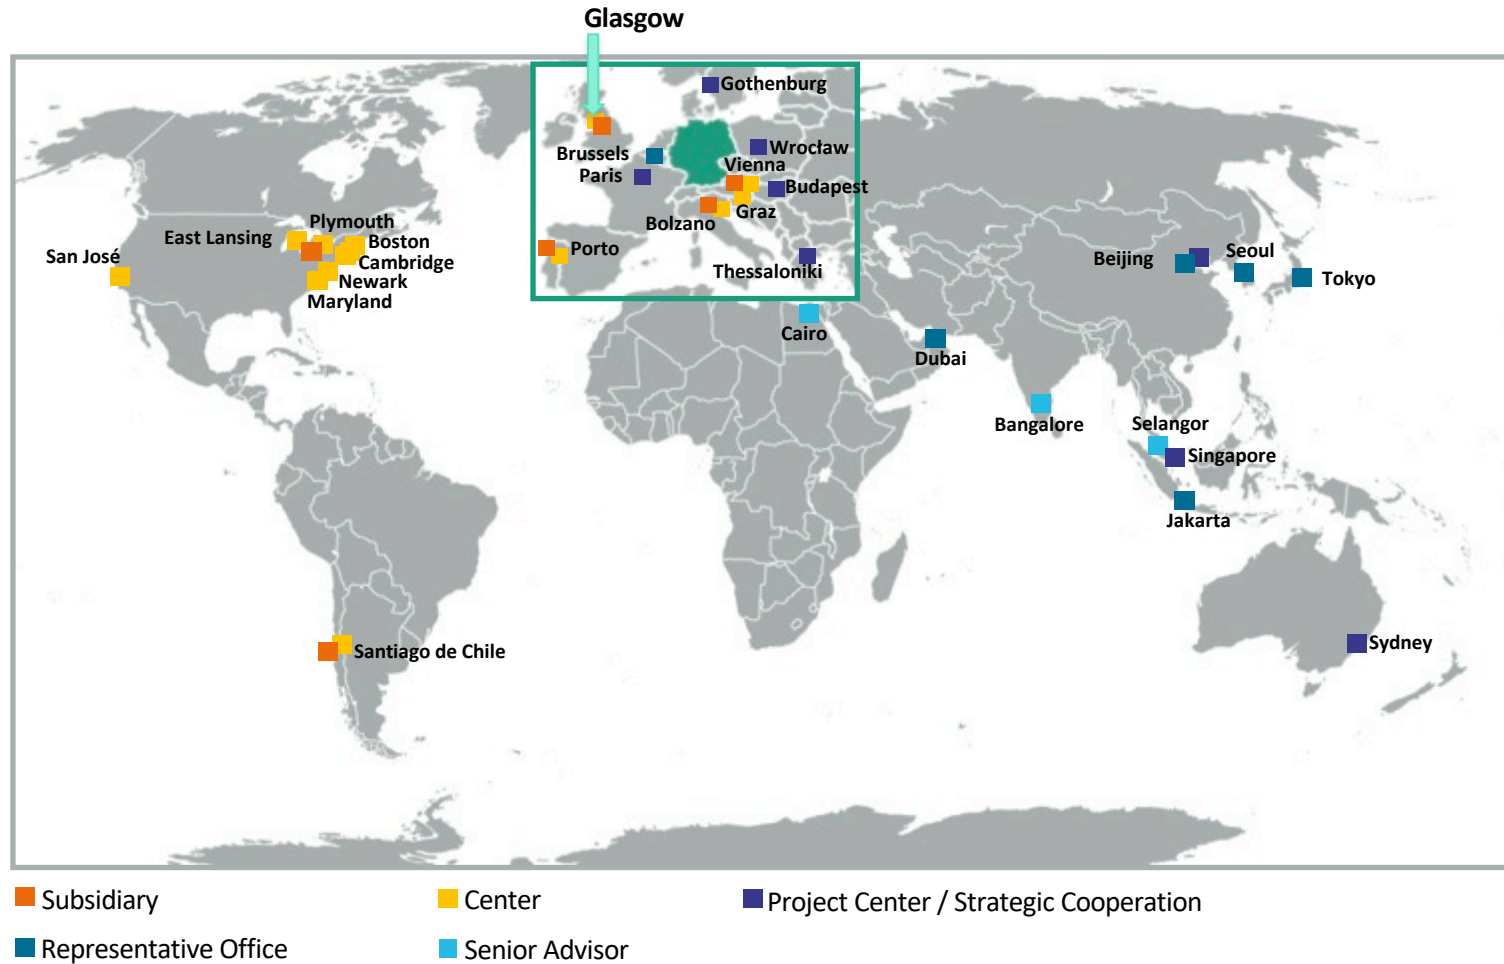 Glasgow
Gothenburg
Brussels
Wrocław
Paris
Vienna
Budapest
Bolzano
Graz
Porto
Thessaloniki
Plymouth
East Lansing
Boston
San José
Cambridge
Newark
Maryland
Beijing
Seoul
Tokyo
Cairo
Dubai
Bangalore
Selangor
Singapore
Jakarta
Santiago de Chile
Sydney
Subsidiary
Center
Project Center / Strategic Cooperation
Representative Office
Senior Advisor